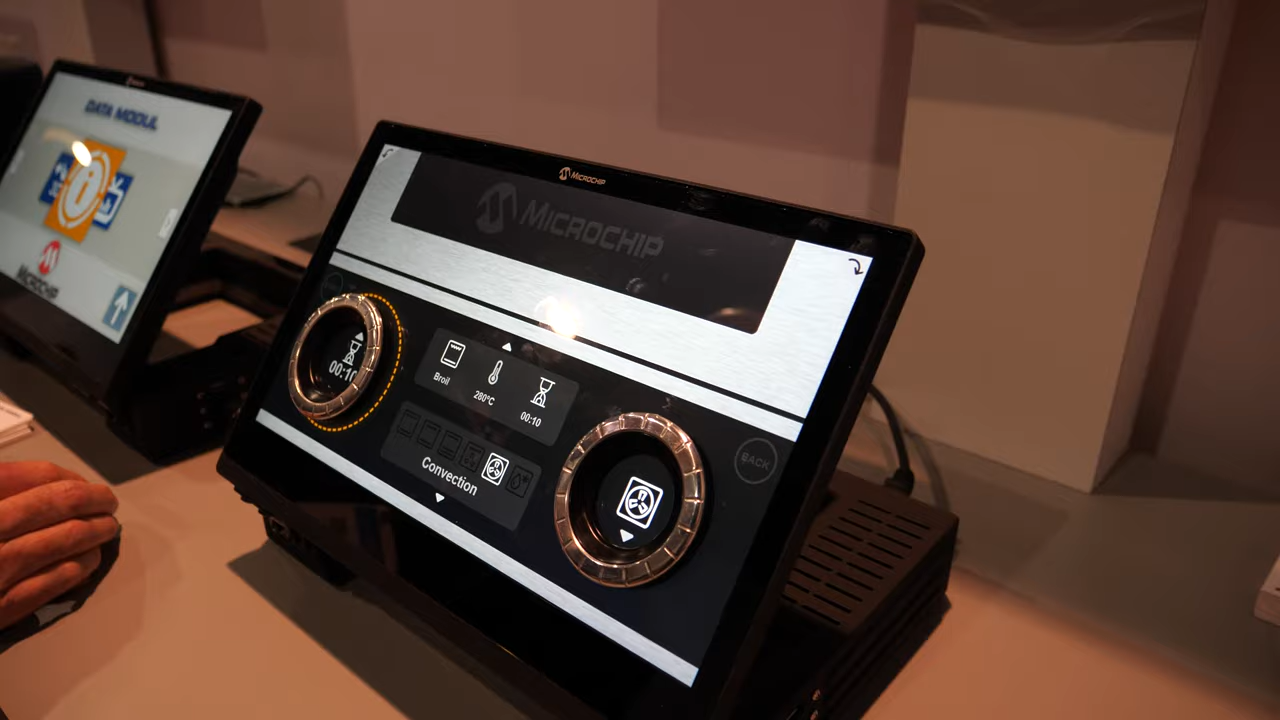 DATA MODUL
i
MICROCHIP
MICROCHIP
MICROCHIP
00:10
Broil
280°C
00:10
Convection
BACK